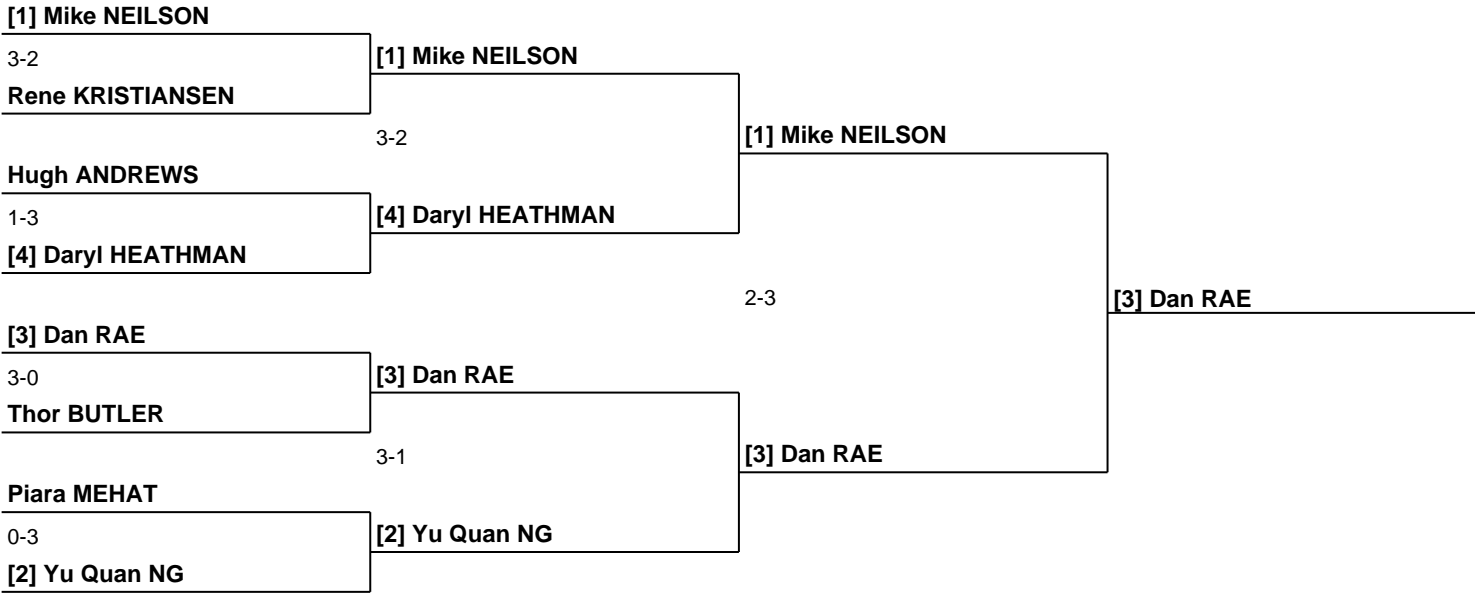 [1] Mike NEILSON
3-2
[1] Mike NEILSON
Rene KRISTIANSEN
3-2
[1] Mike NEILSON
Hugh ANDREWS
1-3
[4] Daryl HEATHMAN
[4] Daryl HEATHMAN
2-3
[3] Dan RAE
[3] Dan RAE
3-0
[3] Dan RAE
Thor BUTLER
3-1
[3] Dan RAE
Piara MEHAT
0-3
[2] Yu Quan NG
[2] Yu Quan NG